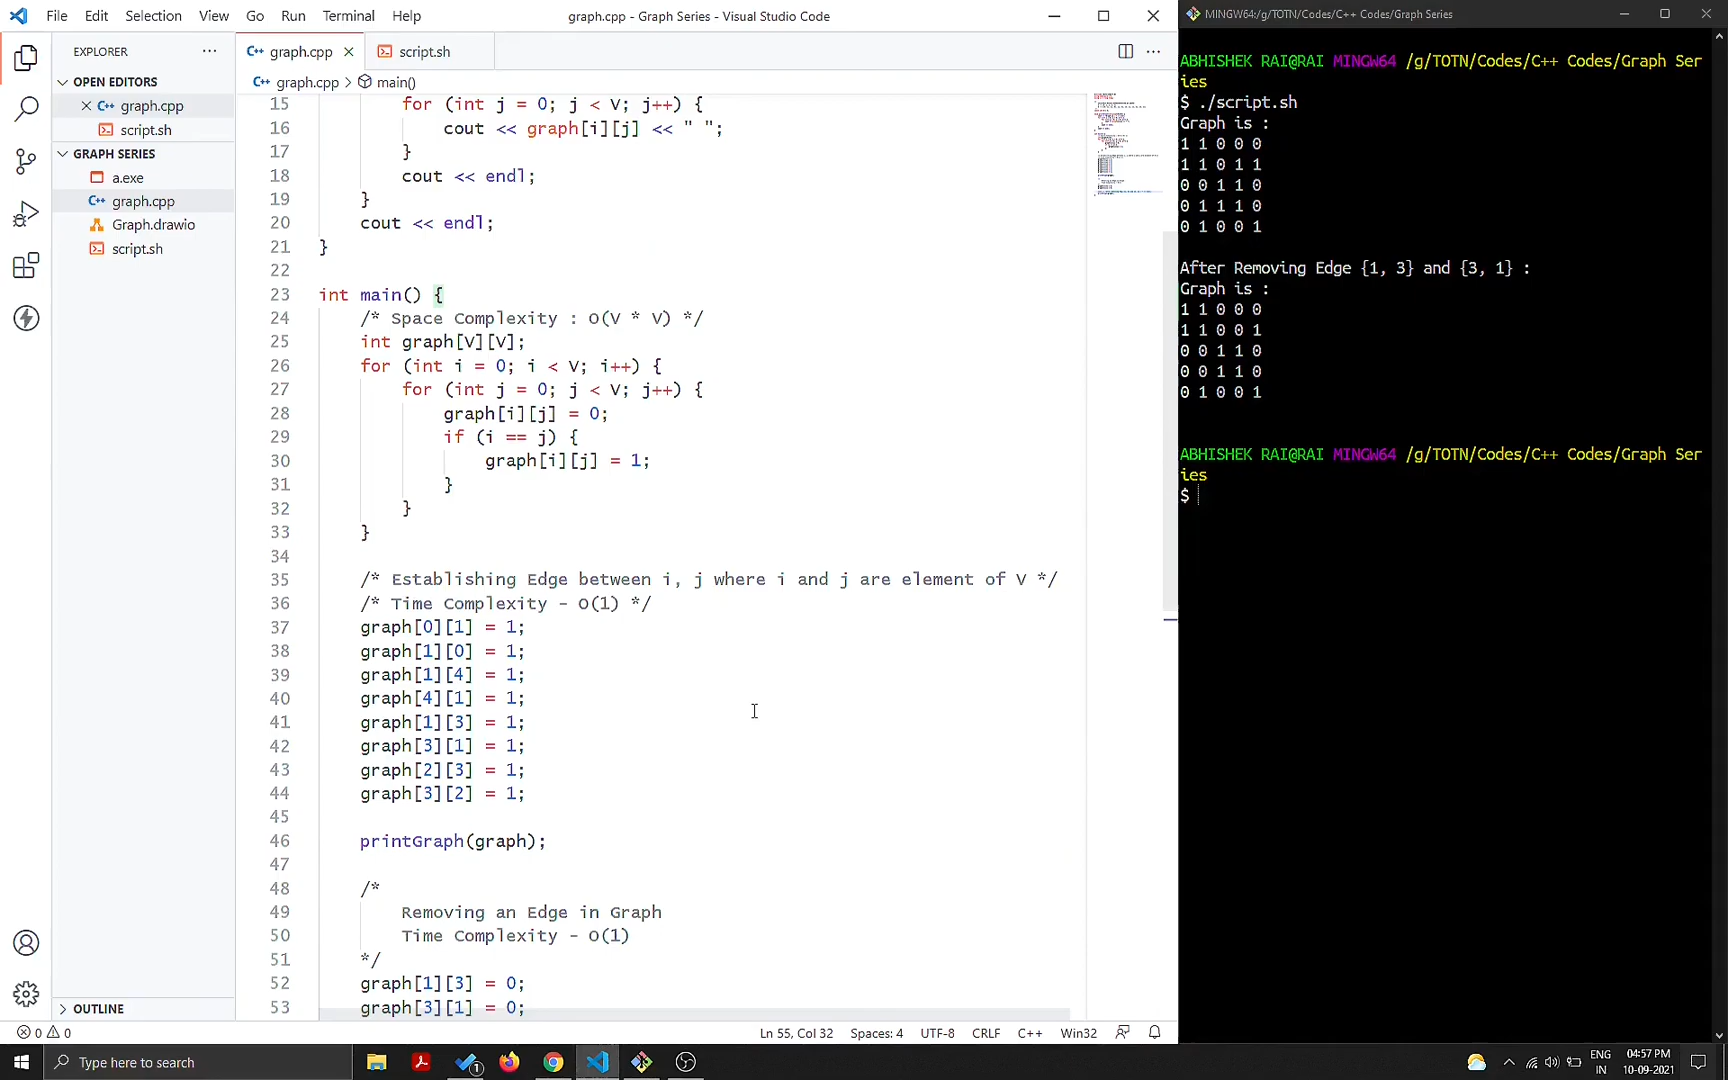 File Edit Selection View Go Run Terminal Help
graph.cpp - Graph Series - Visual Studio Code
EXPLORER
OPEN EDITORS
graph.cpp
script.sh
GRAPH SERIES
a.exe
graph.cpp
Graph.drawio
script.sh
OUTLINE
graph.cpp script.sh
graph.cpp > main()
15 for (int j = 0; j < V; j++) {
16 cout << graph[i][j] << " ";
17 }
18 cout << endl;
19 }
20 cout << endl;
21 }
22
23 int main() {
24 /* Space Complexity : O(V * V) */
25 int graph[V][V];
26 for (int i = 0; i < V; i++) {
27 for (int j = 0; j < V; j++) {
28 graph[i][j] = 0;
29 if (i == j) {
30 graph[i][j] = 1;
31 }
32 }
33 }
34
35 /* Establishing Edge between i, j where i and j are element of V */
36 /* Time Complexity - O(1) */
37 graph[0][1] = 1;
38 graph[1][0] = 1;
39 graph[1][4] = 1;
40 graph[4][1] = 1;
41 graph[1][3] = 1;
42 graph[3][1] = 1;
43 graph[2][3] = 1;
44 graph[3][2] = 1;
45
46 printGraph(graph);
47
48 /*
49 Removing an Edge in Graph
50 Time Complexity - O(1)
51 */
52 graph[1][3] = 0;
53 graph[3][1] = 0;
0 0 Ln 55, Col 32 Spaces: 4 UTF-8 CRLF C++ Win32
MINGW64:/g/TOTN/Codes/C++ Codes/Graph Series
ABHISHEK RAI@RAI MINGW64 /g/TOTN/Codes/C++ Codes/Graph Ser
ies
$ ./script.sh
Graph is :
1 1 0 0 0
1 1 0 1 1
0 0 1 1 0
0 1 1 1 0
0 1 0 0 1
After Removing Edge {1, 3} and {3, 1} :
Graph is :
1 1 0 0 0
1 1 0 0 1
0 0 1 1 0
0 0 1 1 0
0 1 0 0 1
ABHISHEK RAI@RAI MINGW64 /g/TOTN/Codes/C++ Codes/Graph Ser
ies
$
Type here to search
1
ENG
IN
04:57 PM
10-09-2021